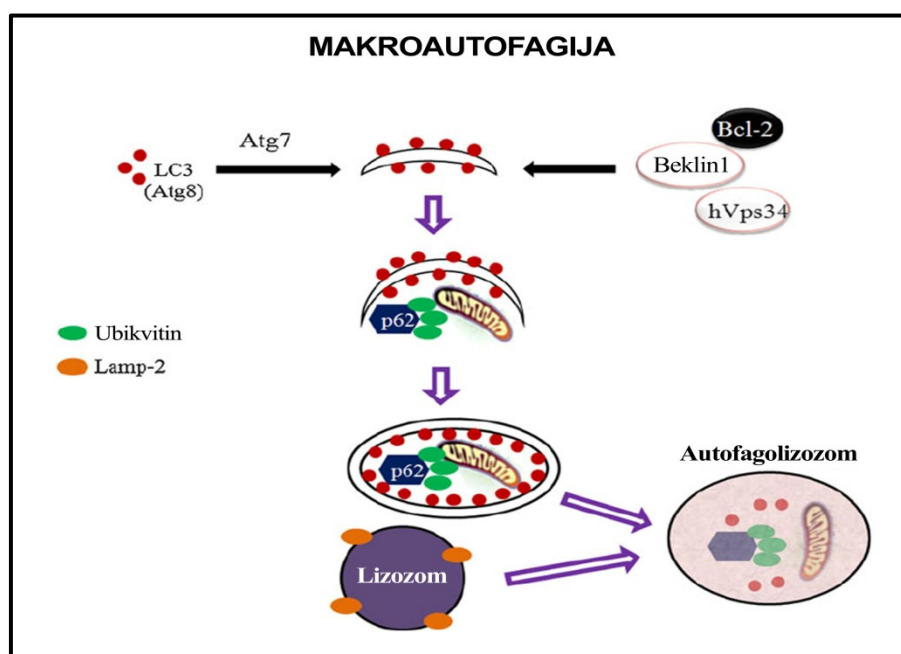 MAKROAUTOFAGIJA
Atg7
LC3
(Atg8)
Bcl-2
Beklin1
hVps34
p62
Ubikvitin
Lamp-2
p62
Autofagolizozom
Lizozom